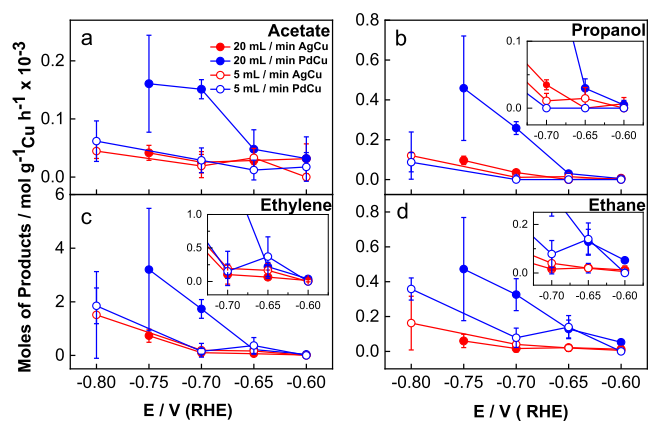 a
Acetate
20 mL / min AgCu
20 mL / min PdCu
5 mL / min AgCu
5 mL / min PdCu
0.2
0.1
0.0
b
Propanol
0.8
0.6
0.4
0.2
0.0
0.1
0.0
-0.70 -0.65 -0.60
c
Ethylene
6
4
2
0
1.0
0.5
0.0
-0.70 -0.65 -0.60
-0.80 -0.75 -0.70 -0.65 -0.60
d
Ethane
0.8
0.6
0.4
0.2
0.0
0.2
0.1
0.0
-0.70 -0.65 -0.60
-0.80 -0.75 -0.70 -0.65 -0.60
Moles of Products / mol g⁻¹Cu h⁻¹ x 10⁻³
E / V (RHE)
E / V ( RHE)